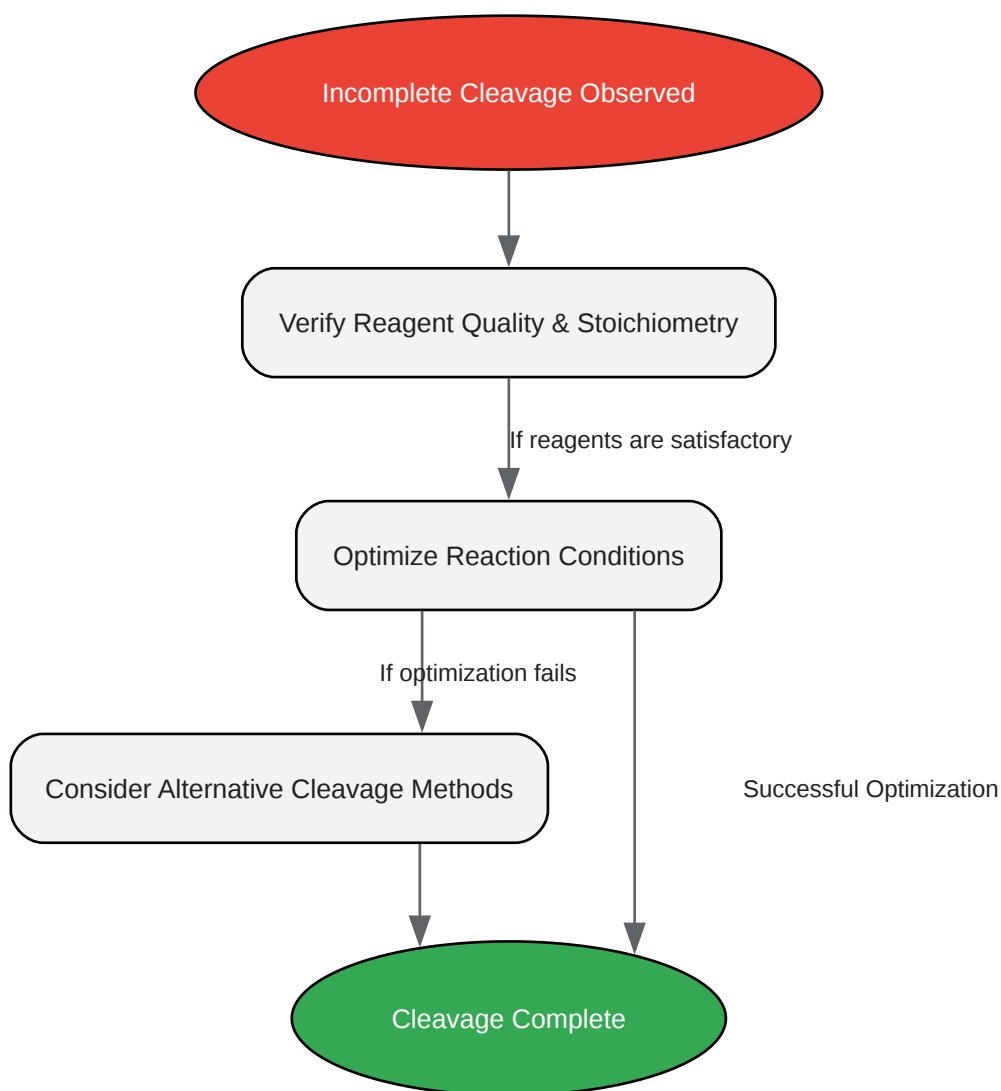 Incomplete Cleavage Observed
Verify Reagent Quality & Stoichiometry
If reagents are satisfactory
Optimize Reaction Conditions
If optimization fails
Consider Alternative Cleavage Methods
Successful Optimization
Cleavage Complete